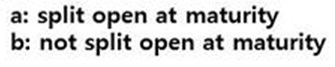 a: split open at maturity
b: not split open at maturity